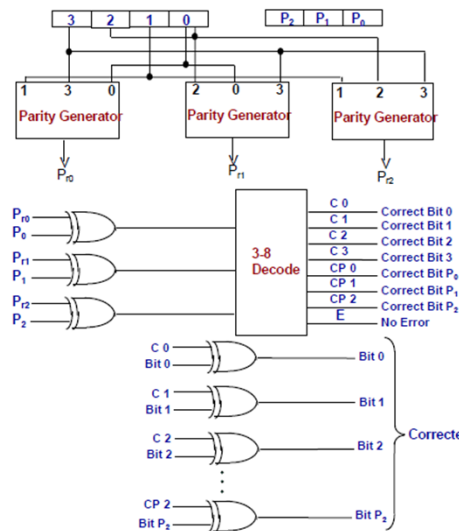 3 2 1 0
P2 P1 P0
1 3 0
2 0 3
1 2 3
Parity Generator
Parity Generator
Parity Generator
Pr0
Pr1
Pr2
Pr0
P0
Pr1
P1
Pr2
P2
3-8
Decode
C 0 Correct Bit 0
C 1 Correct Bit 1
C 2 Correct Bit 2
C 3 Correct Bit 3
CP 0 Correct Bit P0
CP 1 Correct Bit P1
CP 2 Correct Bit P2
E No Error
C 0
Bit 0
Bit 0
C 1
Bit 1
Bit 1
C 2
Bit 2
Bit 2
CP 2
Bit P2
Bit P2
Correcte